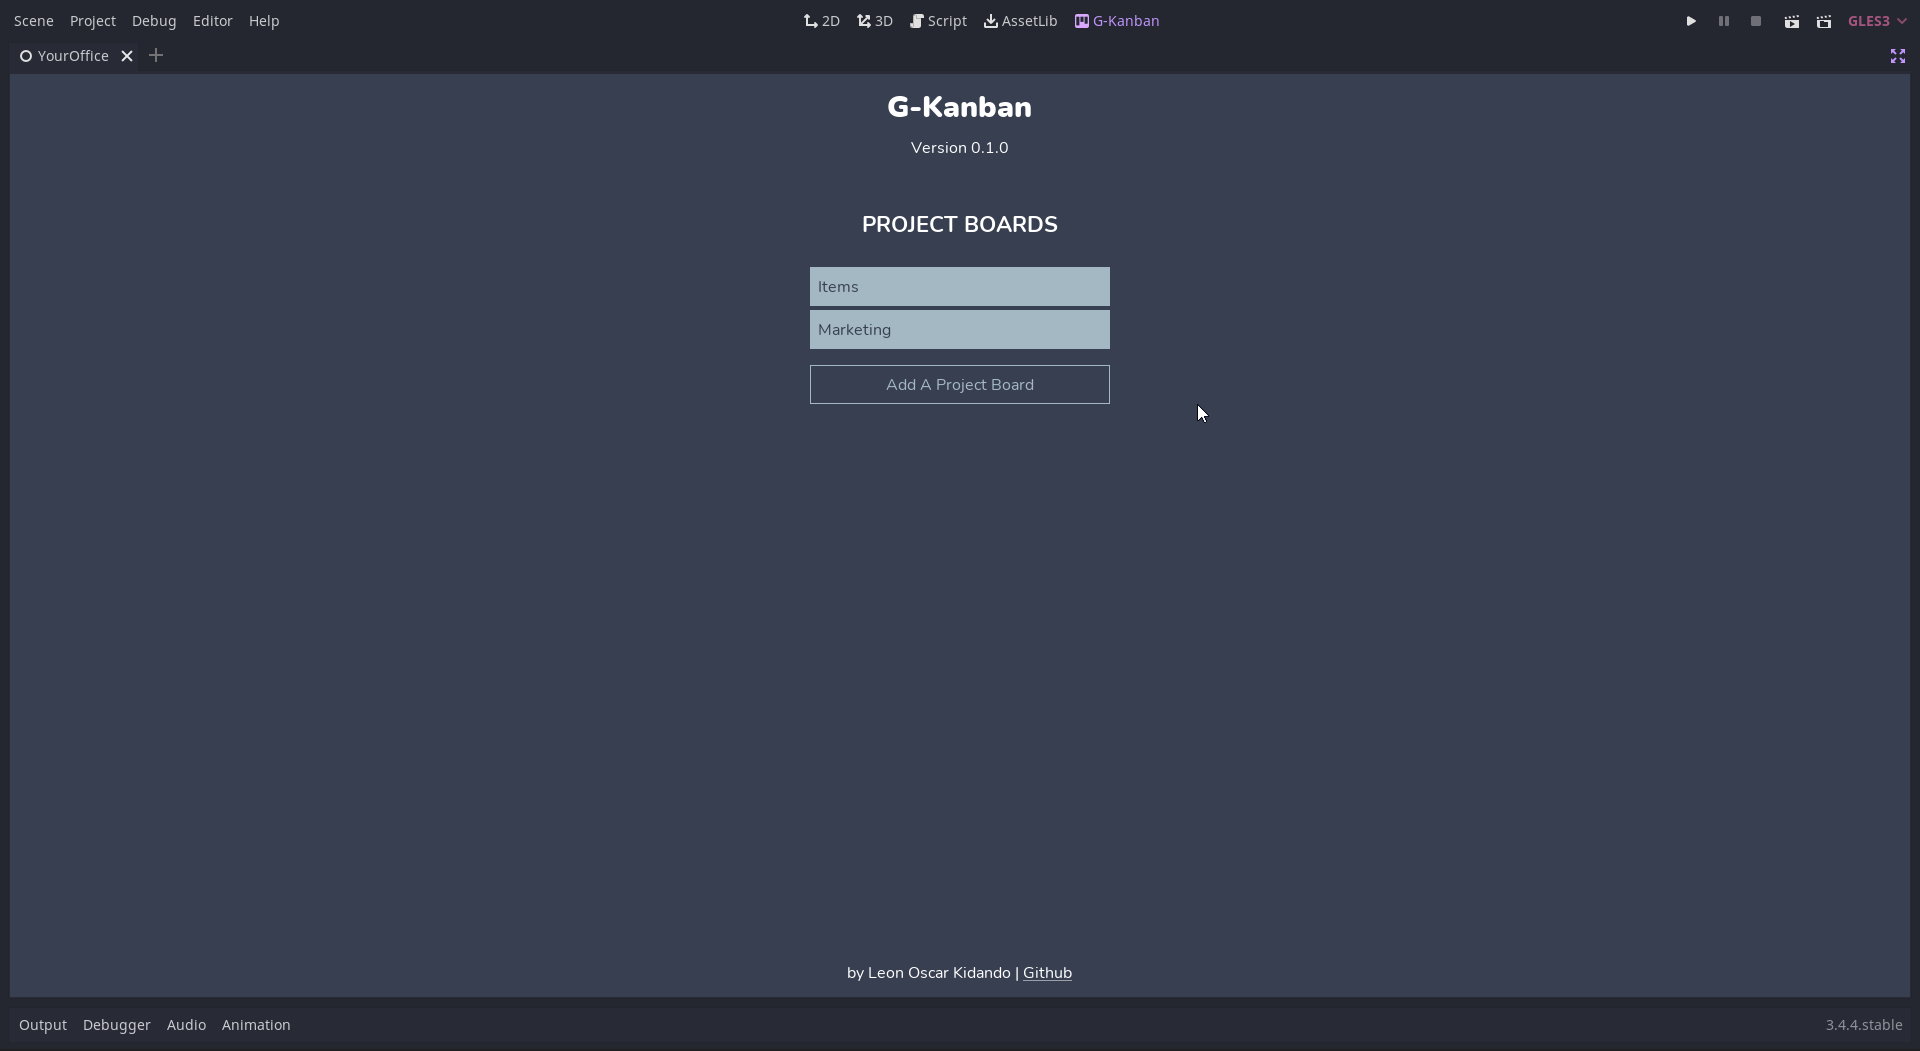 Scene Project Debug Editor Help 2D 3D Script AssetLib G-Kanban GLES3
YourOffice
G-Kanban
Version 0.1.0
PROJECT BOARDS
Items
Marketing
Add A Project Board
by Leon Oscar Kidando | Github
Output Debugger Audio Animation 3.4.4.stable